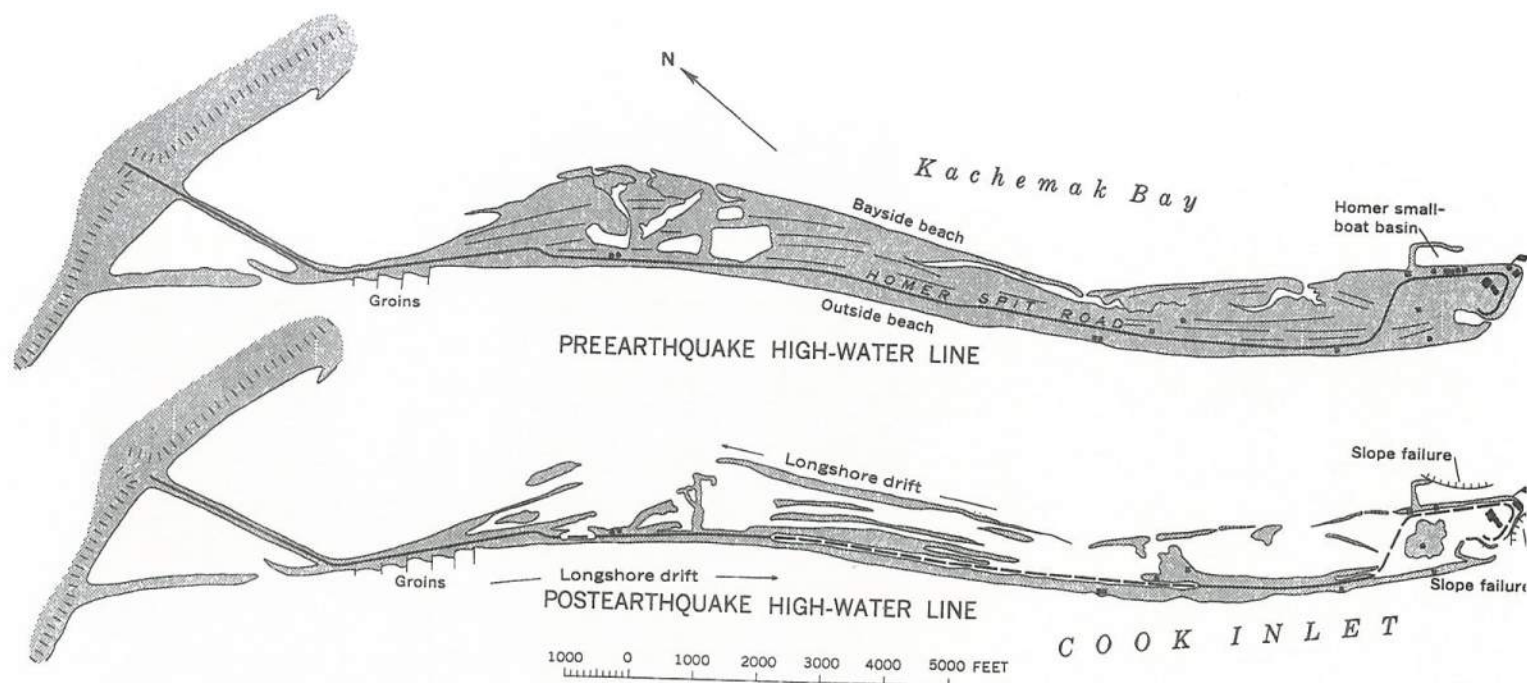 N
Kachemak Bay
Bayside beach
Homer small-
boat basin
Groins
HOMER SPIT ROAD
Outside beach
PREEARTHQUAKE HIGH-WATER LINE
Longshore drift
Slope failure
Groins
Longshore drift
Slope failure
POSTEARTHQUAKE HIGH-WATER LINE
COOK INLET
1000 0 1000 2000 3000 4000 5000 FEET